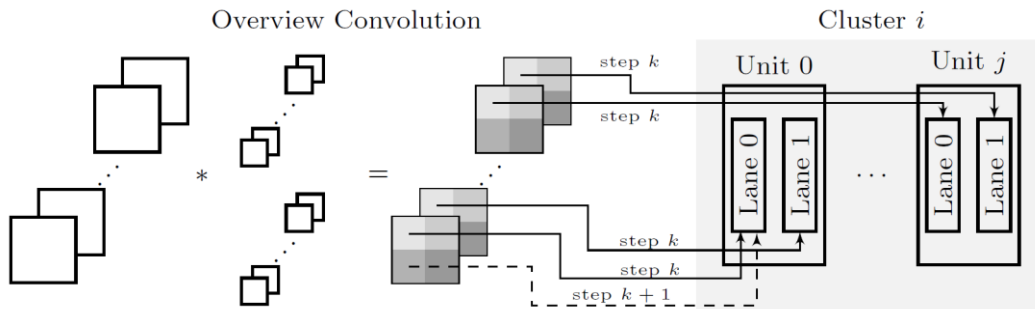 Overview Convolution
Cluster i
step k
Unit 0
Unit j
step k
Lane 0
Lane 1
...
Lane 0
Lane 1
* =
step k
step k
step k + 1